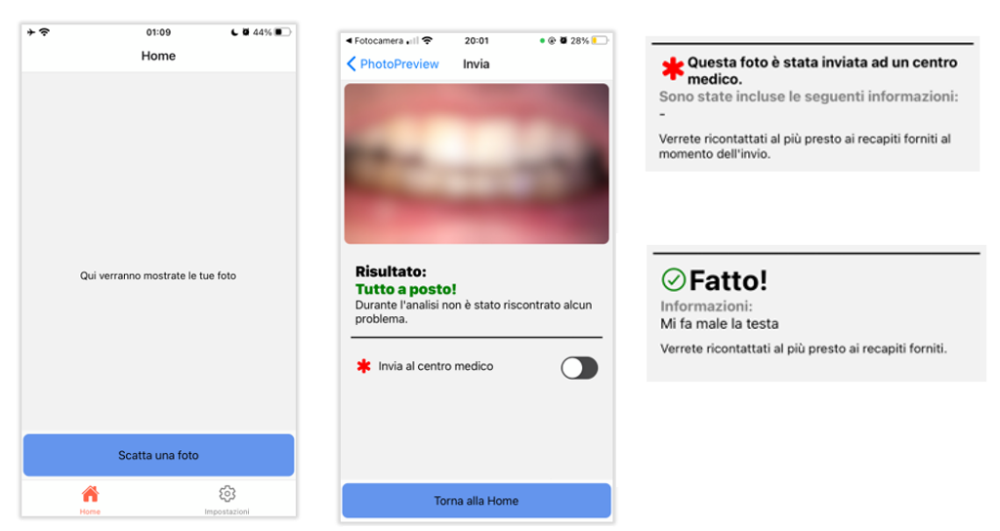 01:09
44%
Home
Qui verranno mostrate le tue foto
Scatta una foto
Home
Impostazioni
Fotocamera
20:01
28%
PhotoPreview
Invia
Risultato:
Tutto a posto!
Durante l'analisi non è stato riscontrato alcun
problema.
Invia al centro medico
Torna alla Home
Questa foto è stata inviata ad un centro
medico.
Sono state incluse le seguenti informazioni:
-
Verrete ricontattati al più presto ai recapiti forniti al
momento dell'invio.
Fatto!
Informazioni:
Mi fa male la testa
Verrete ricontattati al più presto ai recapiti forniti.